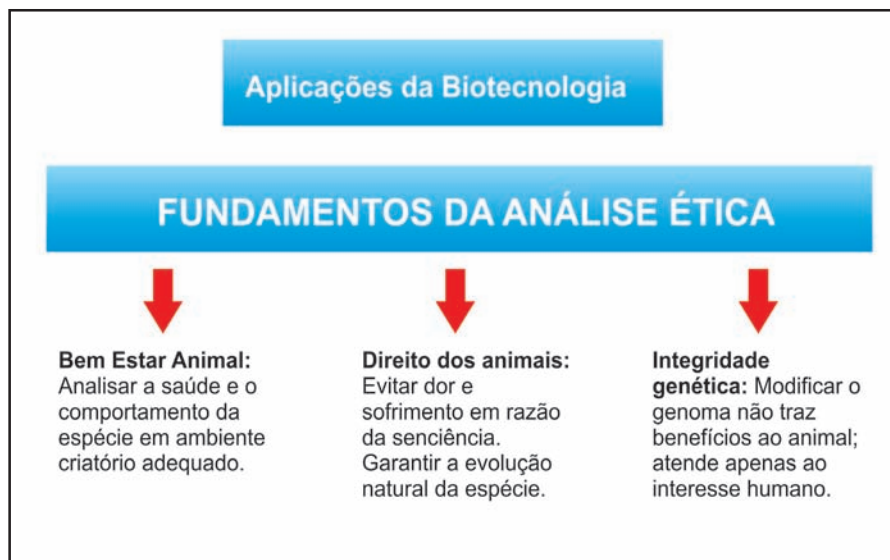 Aplicações da Biotecnologia
FUNDAMENTOS DA ANÁLISE ÉTICA
Bem Estar Animal:
Analisar a saúde e o
comportamento da
espécie em ambiente
criatório adequado.
Direito dos animais:
Evitar dor e
sofrimento em razão
da senciência.
Garantir a evolução
natural da espécie.
Integridade
genética: Modificar o
genoma não traz
benefícios ao animal;
atende apenas ao
interesse humano.